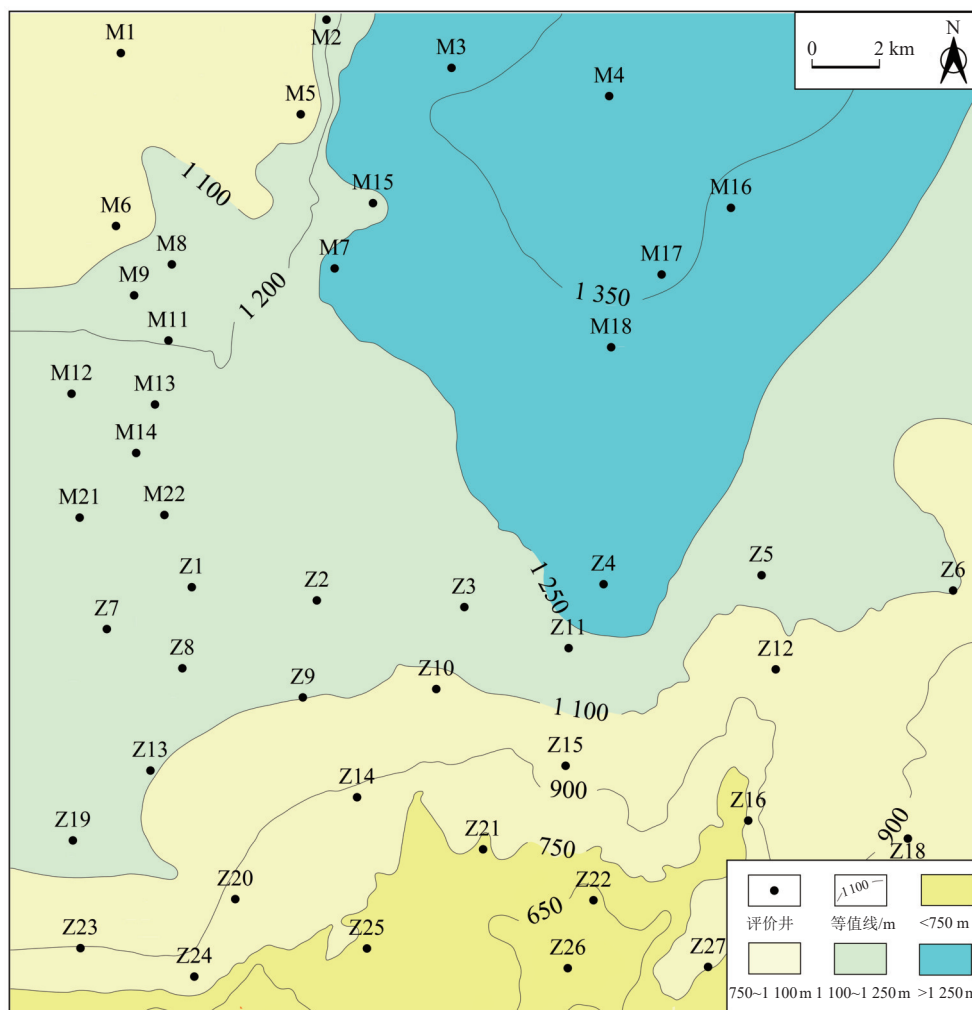 M1
M2
M3
M4
0 2 km
N
M5
1 100
M15
M16
M6
M8
M7
M17
M9
1 200
1 350
M11
M18
M12
M13
M14
M21
M22
Z1
Z2
Z3
1 250
Z4
Z5
Z6
Z7
Z8
Z11
Z9
Z10
Z12
1 100
Z13
Z14
Z15
900
Z16
Z19
Z21
750
900
Z18
Z20
Z22
650
Z23
Z24
Z25
Z26
Z27
1100
评价井 等值线/m <750 m
750~1 100 m 1 100~1 250 m >1 250 m